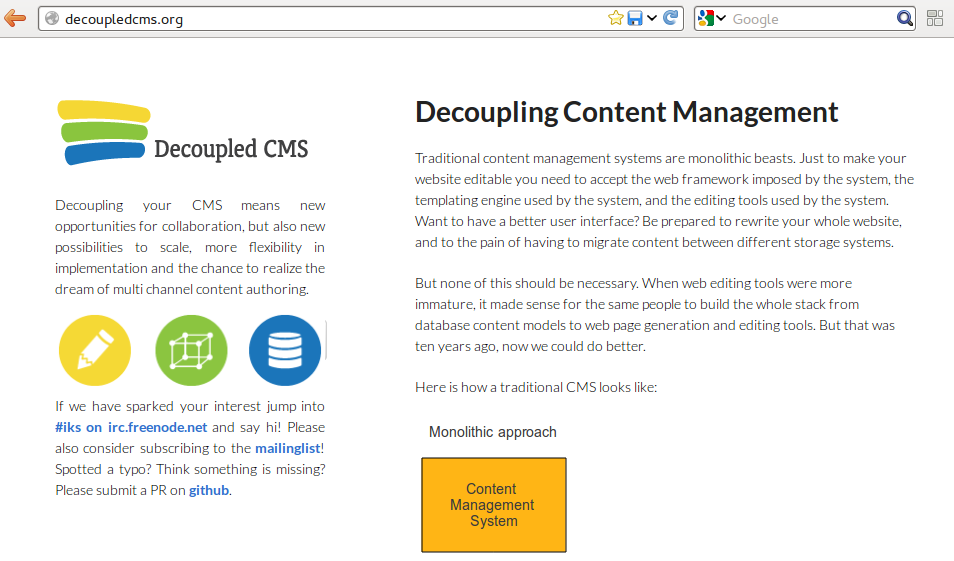 decoupledcms.org
Google
Decoupled CMS
Decoupling your CMS means new
opportunities for collaboration, but also new
possibilities to scale, more flexibility in
implementation and the chance to realize the
dream of multi channel content authoring.
If we have sparked your interest jump into
#iks on irc.freenode.net and say hi! Please
also consider subscribing to the mailinglist!
Spotted a typo? Think something is missing?
Please submit a PR on github.
Decoupling Content Management
Traditional content management systems are monolithic beasts. Just to make your
website editable you need to accept the web framework imposed by the system, the
templating engine used by the system, and the editing tools used by the system.
Want to have a better user interface? Be prepared to rewrite your whole website,
and to the pain of having to migrate content between different storage systems.
But none of this should be necessary. When web editing tools were more
immature, it made sense for the same people to build the whole stack from
database content models to web page generation and editing tools. But that was
ten years ago, now we could do better.
Here is how a traditional CMS looks like:
Monolithic approach
Content
Management
System